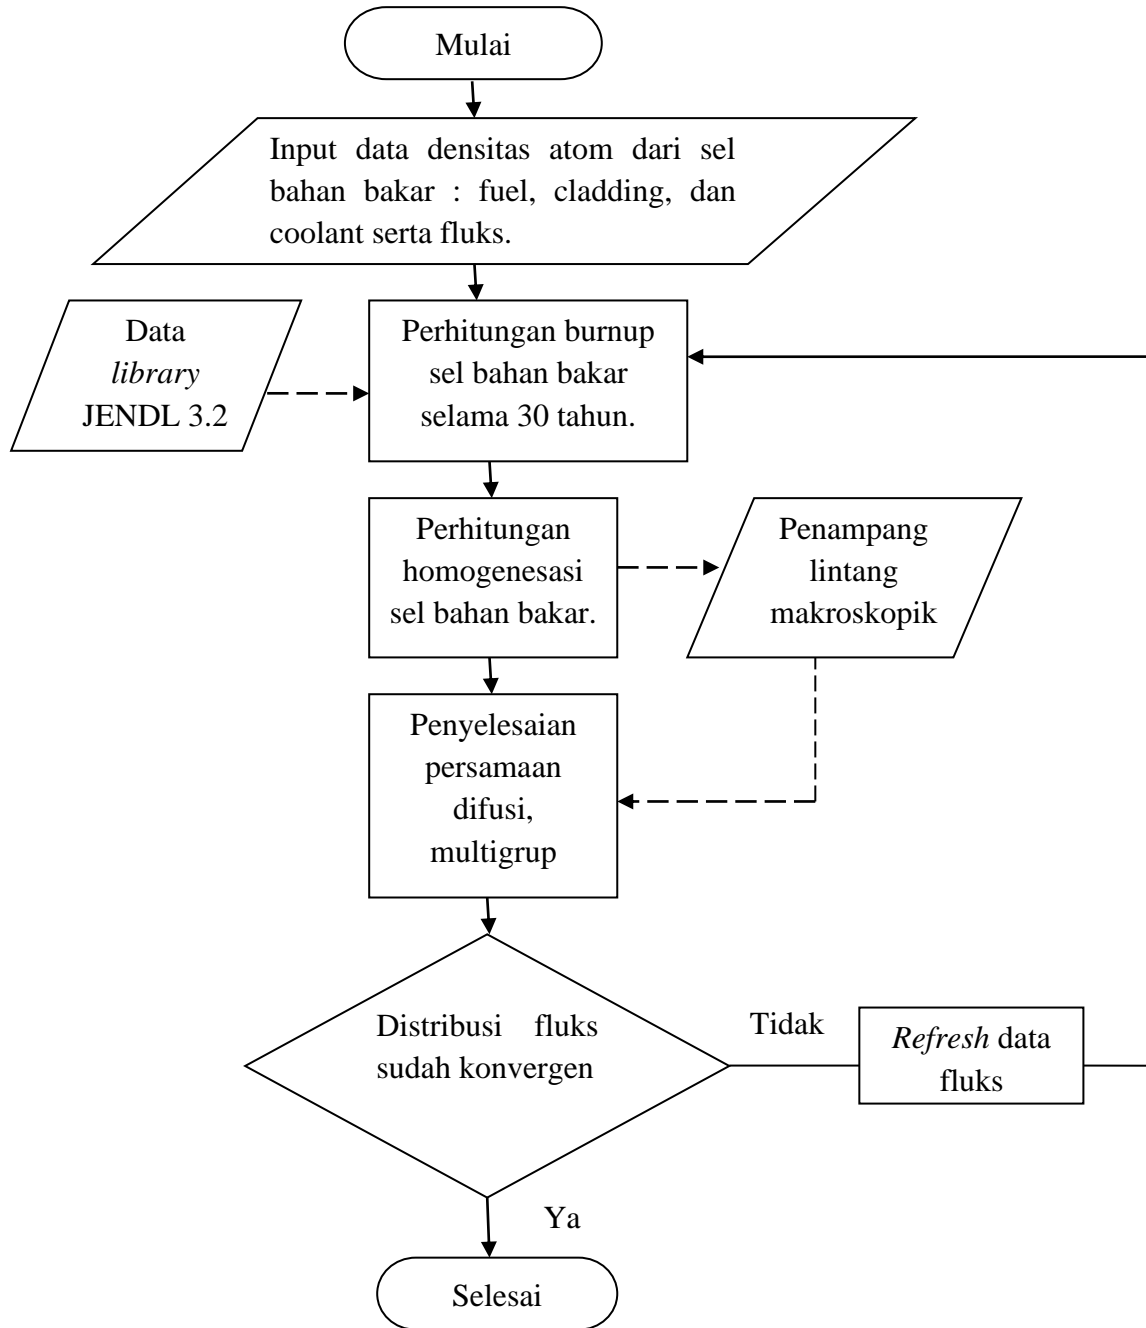 Mulai
Input data densitas atom dari sel
bahan bakar : fuel, cladding, dan
coolant serta fluks.
Data
library
JENDL 3.2
Perhitungan burnup
sel bahan bakar
selama 30 tahun.
Perhitungan
homogenesasi
sel bahan bakar.
Penampang
lintang
makroskopik
Penyelesaian
persamaan
difusi,
multigrup
Distribusi fluks
sudah konvergen
Tidak
Refresh data
fluks
Ya
Selesai